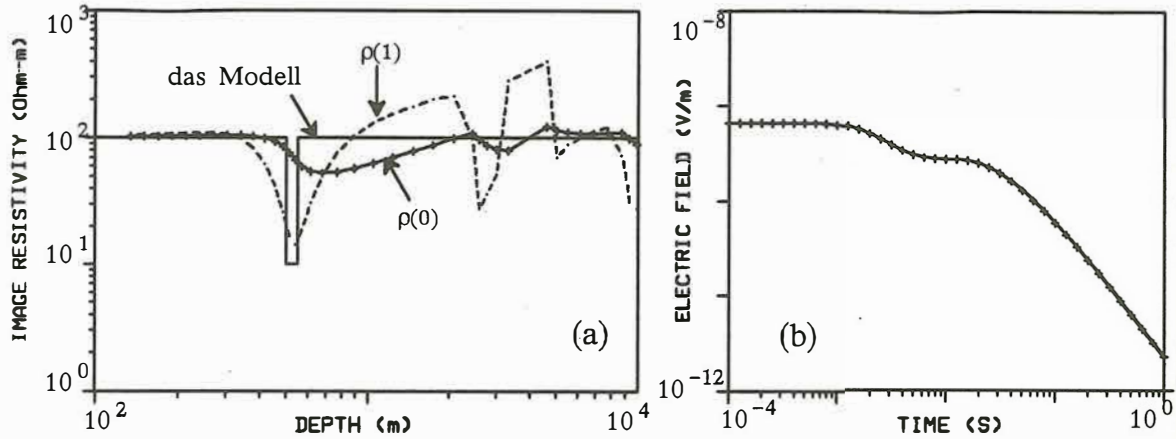 IMAGE RESISTIVITY (Ohm-m)
10^3
10^2
10^1
10^0
das Modell
ρ(1)
ρ(0)
(a)
10^2
DEPTH (m)
10^4
ELECTRIC FIELD (V/m)
10^-8
10^-12
(b)
10^-4
TIME (S)
10^0